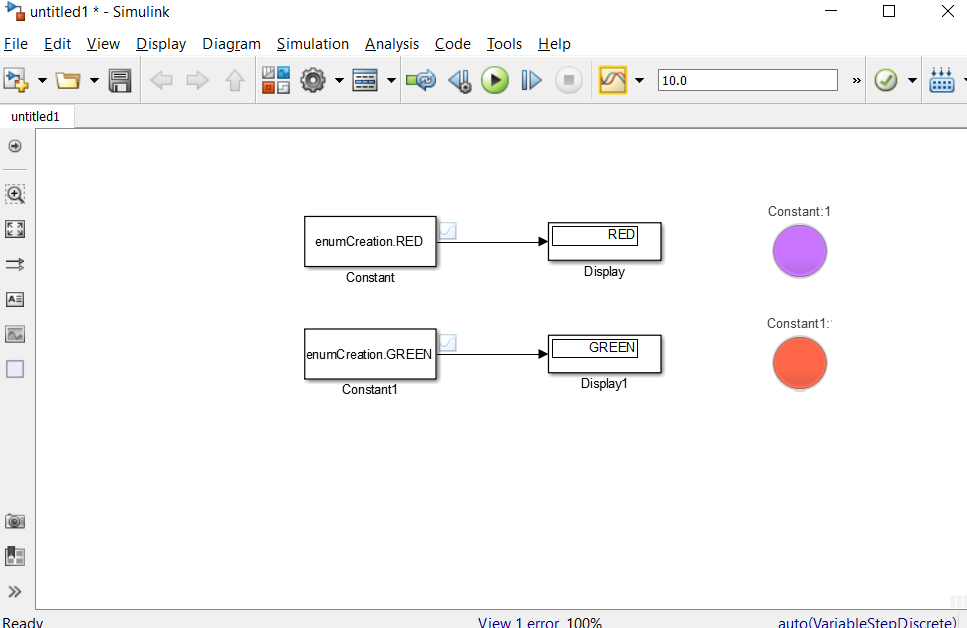 untitled1 * - Simulink
File Edit View Display Diagram Simulation Analysis Code Tools Help
10.0 »
untitled1
Constant:1
enumCreation.RED
RED
Constant
Display
Constant1:
enumCreation.GREEN
GREEN
Constant1
Display1
Ready View 1 error 100% auto(VariableStepDiscrete)